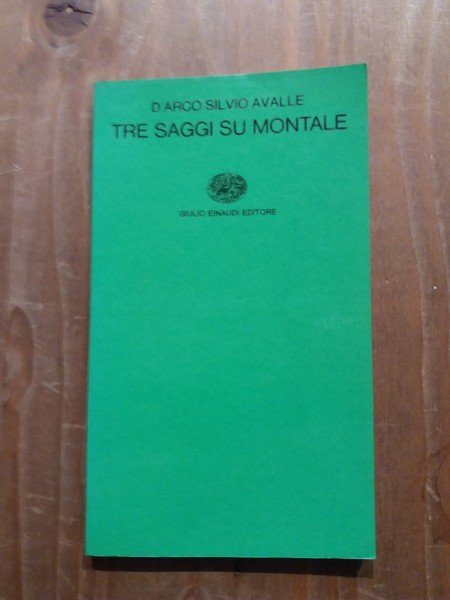 D ARCO SILVIO AVALLE
TRE SAGGI SU MONTALE
GIULIO EINAUDI EDITORE